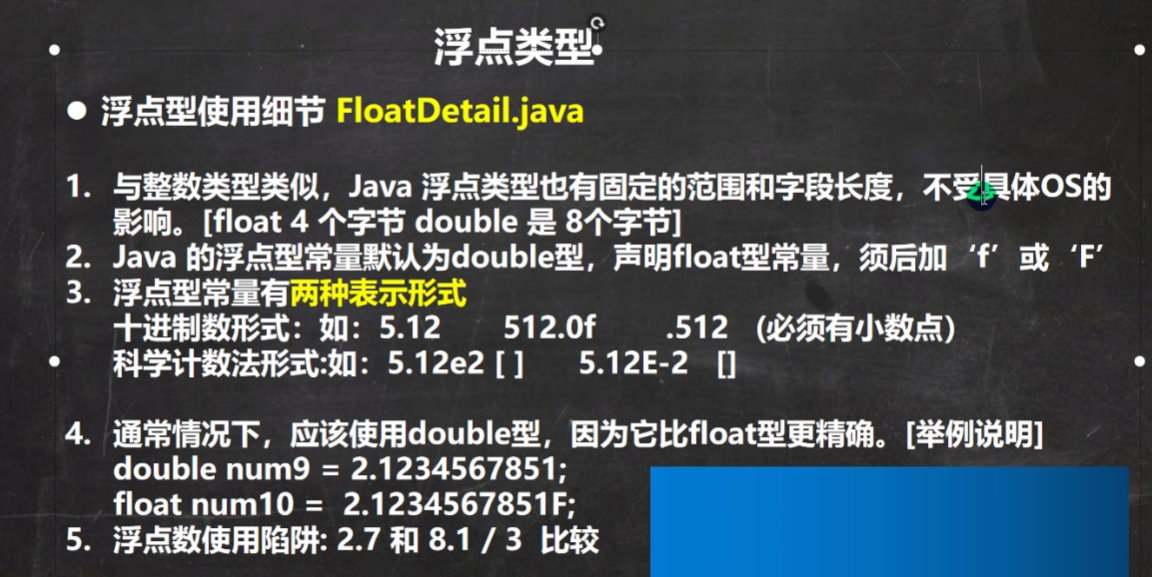 浮点类型
● 浮点型使用细节 FloatDetail.java
1. 与整数类型类似，Java 浮点类型也有固定的范围和字段长度，不受具体OS的
影响。[float 4 个字节 double 是 8个字节]
2. Java 的浮点型常量默认为double型，声明float型常量，须后加‘f’或‘F’
3. 浮点型常量有两种表示形式
十进制数形式：如：5.12 512.0f .512 （必须有小数点）
科学计数法形式:如：5.12e2 [ ] 5.12E-2 []
4. 通常情况下，应该使用double型，因为它比float型更精确。[举例说明]
double num9 = 2.1234567851;
float num10 = 2.1234567851F;
5. 浮点数使用陷阱: 2.7 和 8.1 / 3 比较